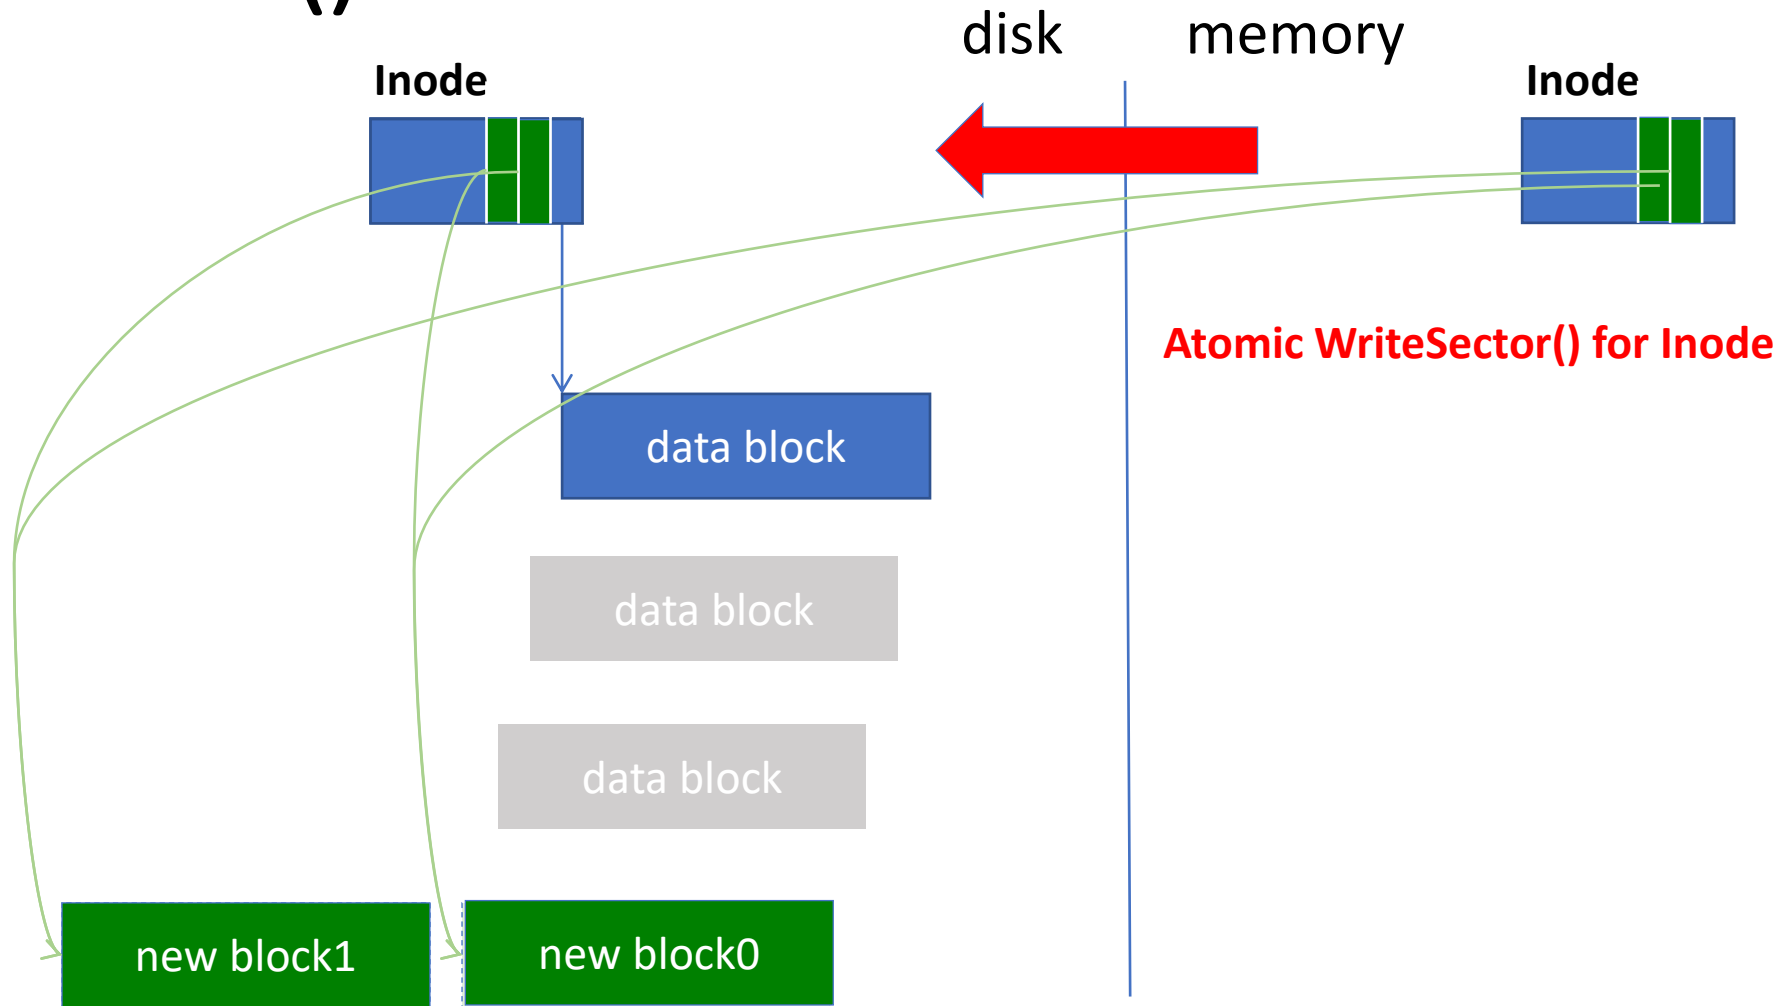 ()
disk memory
Inode
Inode
Atomic WriteSector() for Inode
data block
data block
data block
new block1
new block0